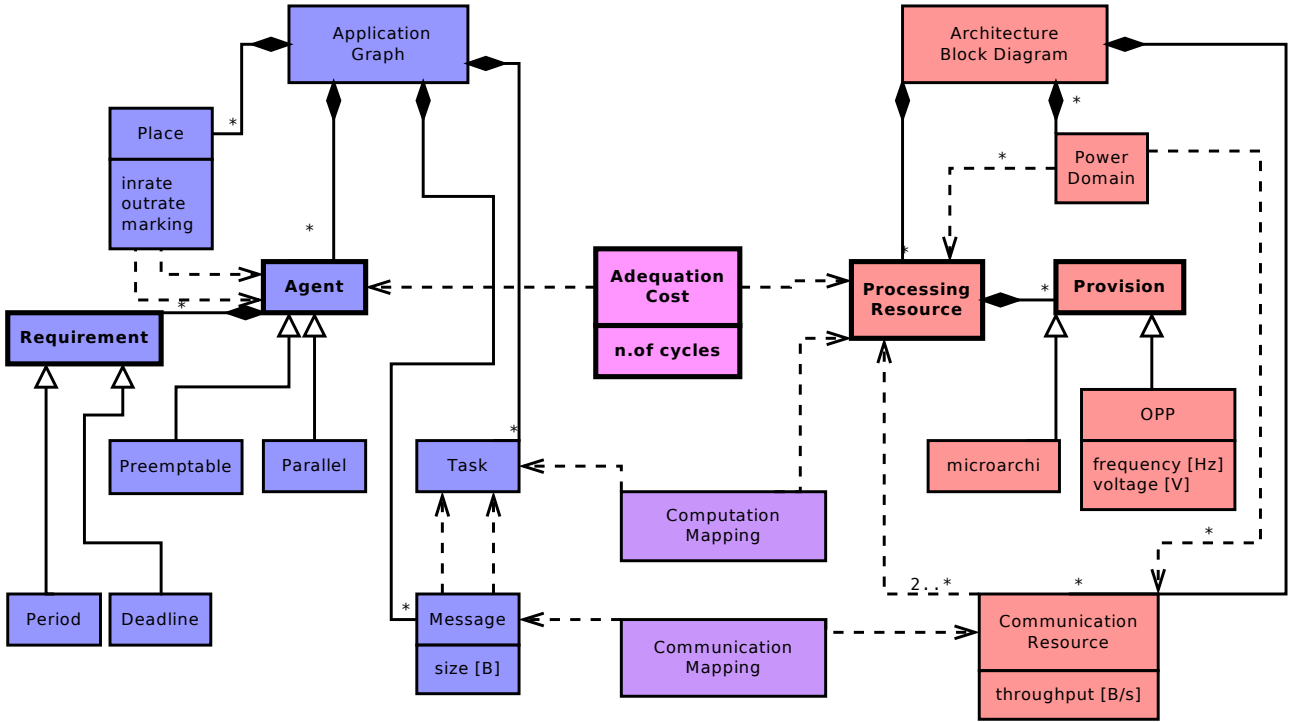 Application
Graph
Architecture
Block Diagram
*
*
Place
inrate
outrate
marking
*
Power
Domain
*
*
Agent
Adequation
Cost
n.of cycles
*
Processing
Resource
*
Provision
*
Requirement
OPP
frequency [Hz]
voltage [V]
*
Preemptable
Parallel
Task
microarchi
Computation
Mapping
*
2..*
*
Period
Deadline
*
Message
size [B]
Communication
Mapping
Communication
Resource
throughput [B/s]